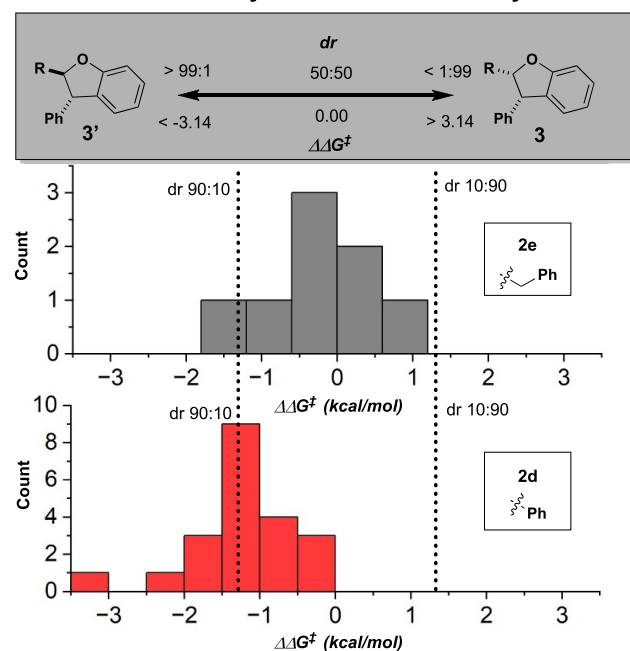 dr
> 99:1 50:50 < 1:99
R O R O
Ph Ph
< -3.14 0.00 > 3.14
3' 3
ΔΔG‡
dr 90:10 dr 10:90
3
2
1
0
Count
2e
Ph
−3 −2 −1 0 1 2 3
ΔΔG‡ (kcal/mol)
dr 90:10 dr 10:90
10
8
6
4
2
0
Count
2d
Ph
−3 −2 −1 0 1 2 3
ΔΔG‡ (kcal/mol)